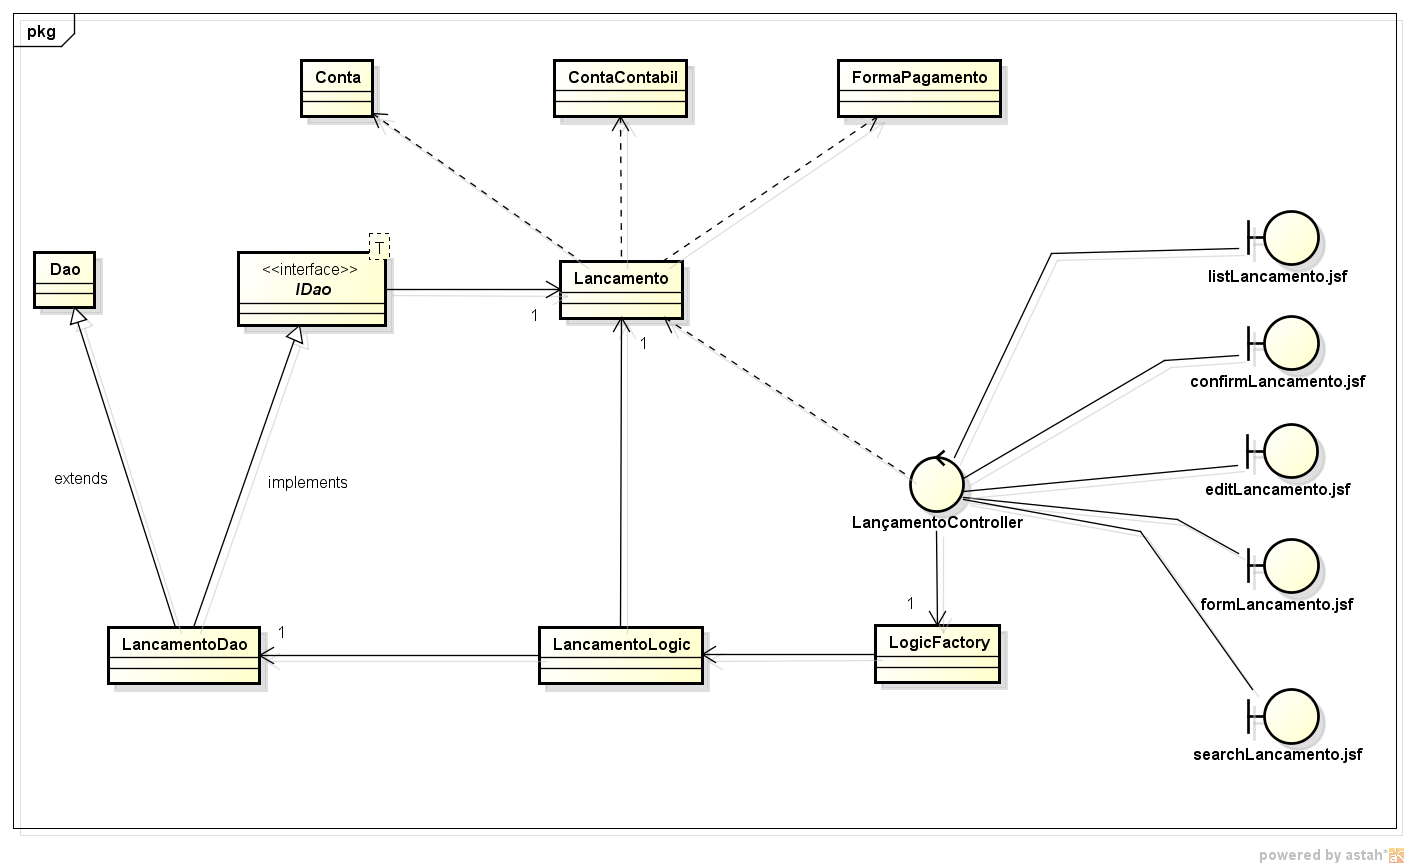 pkg
Conta
ContaContabil
FormaPagamento
T
Dao
<<interface>>
IDao
Lancamento
1
1
listLancamento.jsf
confirmLancamento.jsf
extends
implements
editLancamento.jsf
LançamentoController
1
formLancamento.jsf
1
LancamentoDao
LancamentoLogic
LogicFactory
searchLancamento.jsf
powered by astah*